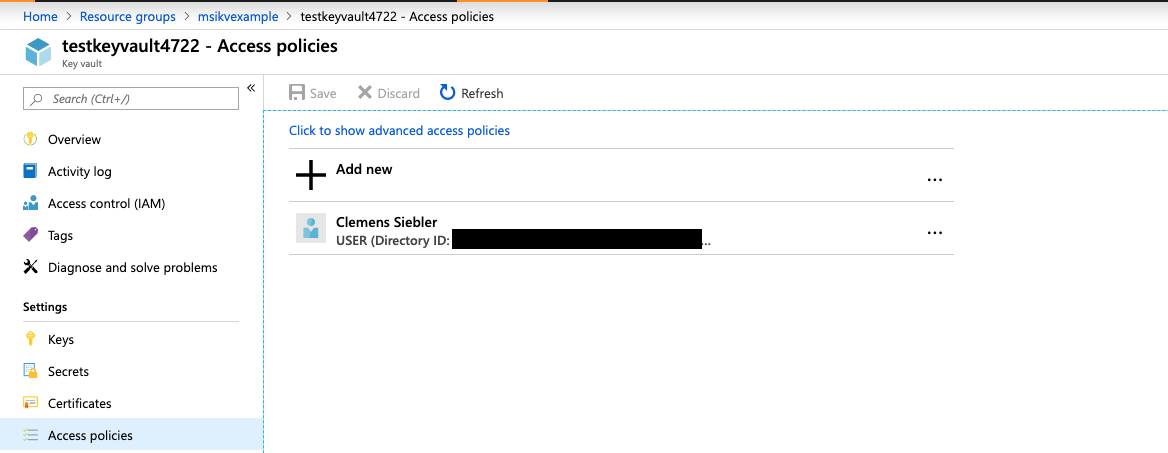 Home > Resource groups > msikvexample > testkeyvault4722 - Access policies
testkeyvault4722 - Access policies
Key vault
Search (Ctrl+/)
«
Overview
Activity log
Access control (IAM)
Tags
Diagnose and solve problems
Settings
Keys
Secrets
Certificates
Access policies
Save Discard Refresh
Click to show advanced access policies
Add new ...
Clemens Siebler ...
USER (Directory ID: ...